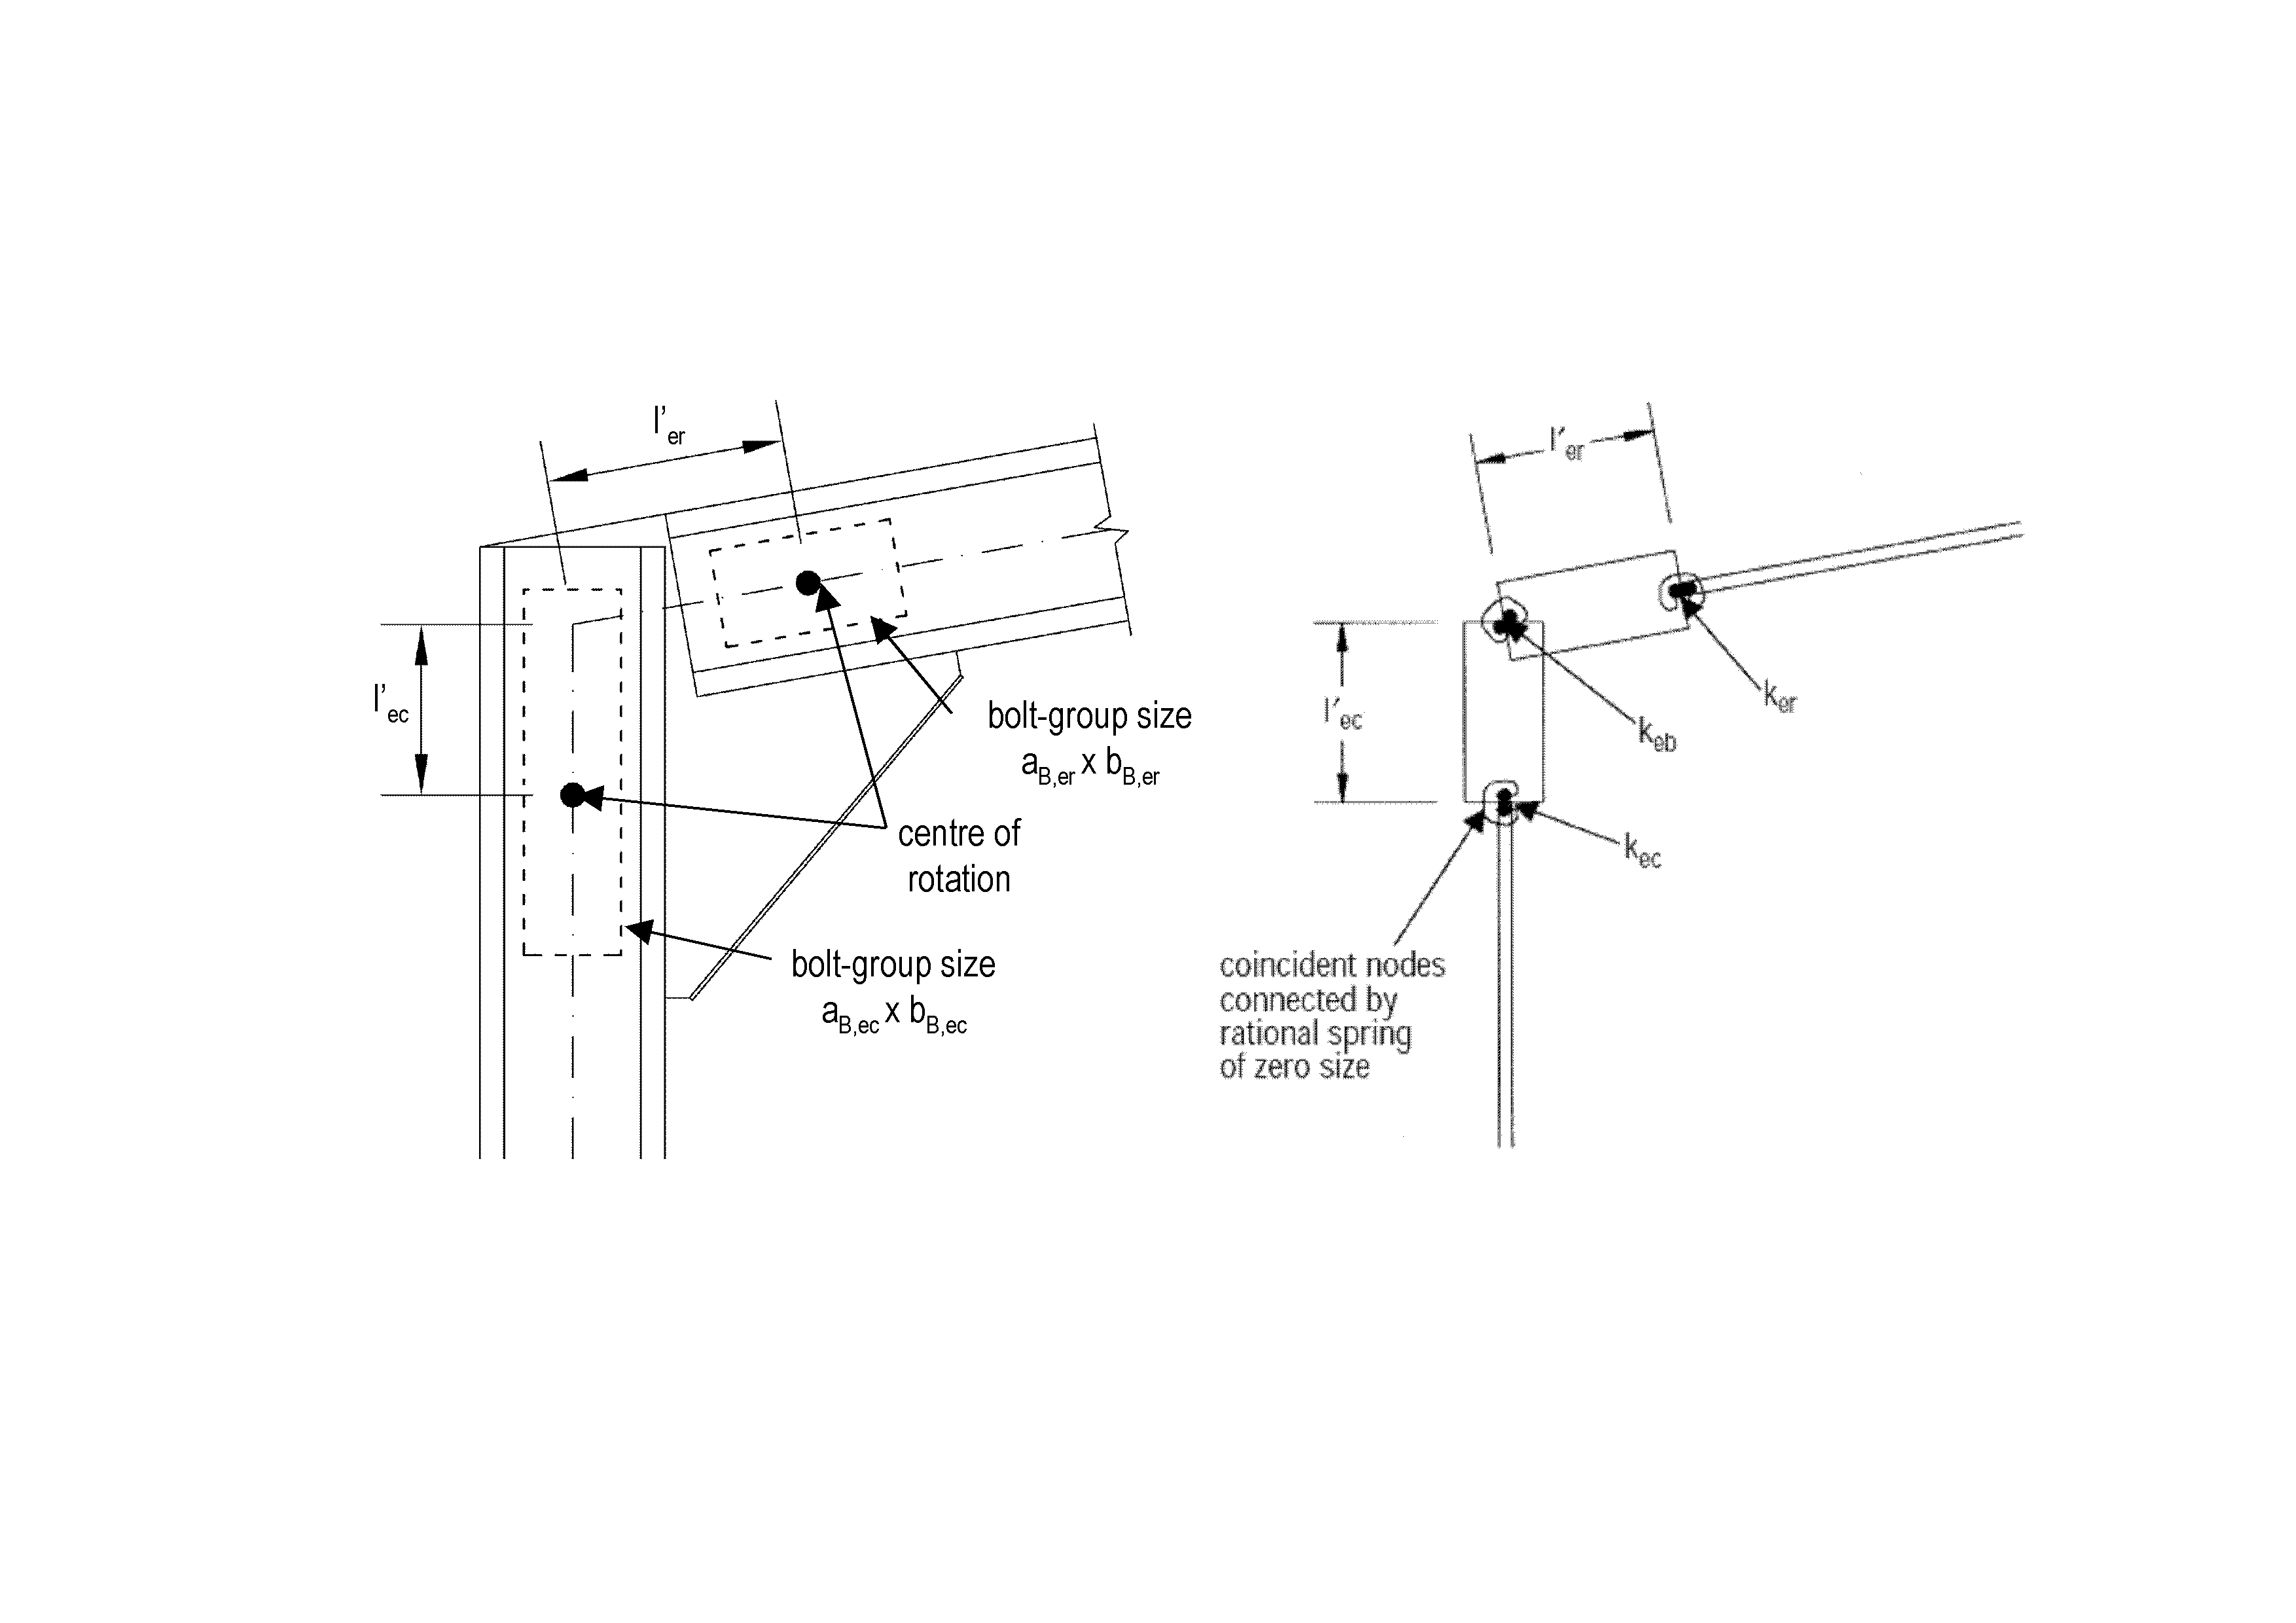 l’er
l’ec
bolt-group size
aB,er x bB,er
centre of
rotation
bolt-group size
aB,ec x bB,ec
l′er
l′ec
ker
keb
kec
coincident nodes
connected by
rational spring
of zero size